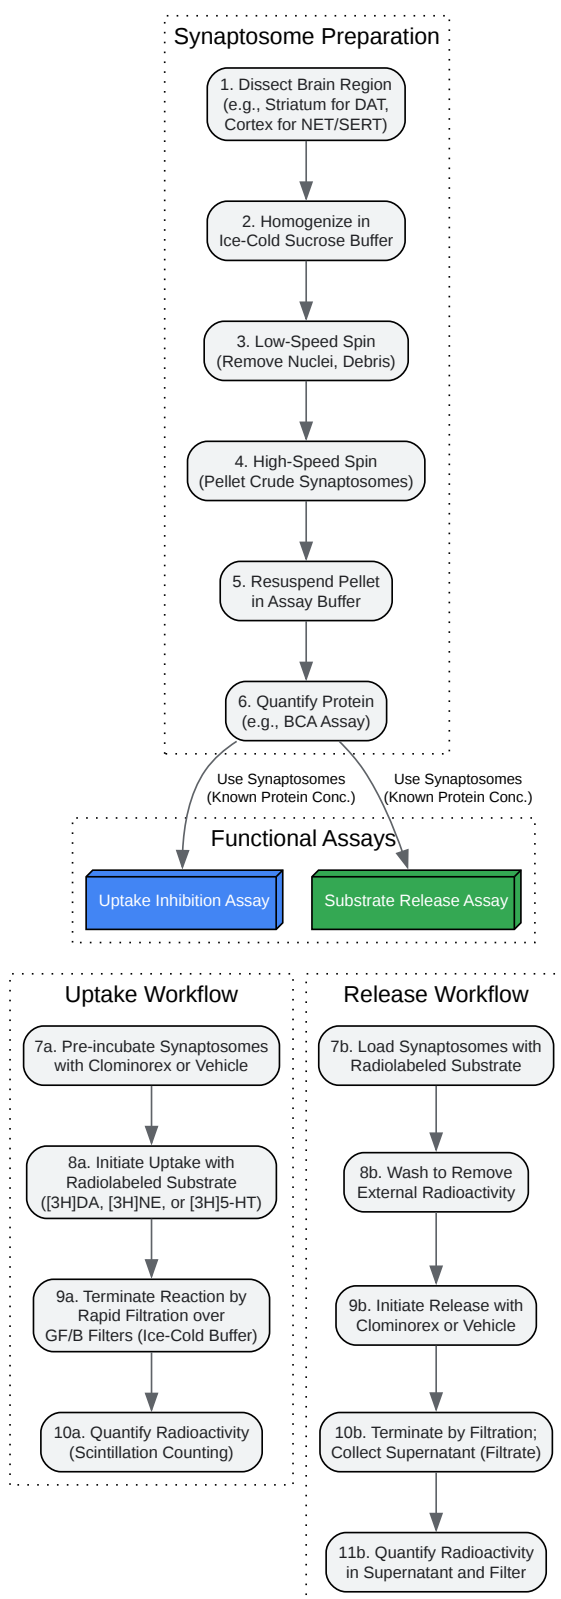 Synaptosome Preparation
1. Dissect Brain Region
(e.g., Striatum for DAT,
Cortex for NET/SERT)
2. Homogenize in
Ice-Cold Sucrose Buffer
3. Low-Speed Spin
(Remove Nuclei, Debris)
4. High-Speed Spin
(Pellet Crude Synaptosomes)
5. Resuspend Pellet
in Assay Buffer
6. Quantify Protein
(e.g., BCA Assay)
Use Synaptosomes
(Known Protein Conc.)
Use Synaptosomes
(Known Protein Conc.)
Functional Assays
Uptake Inhibition Assay
Substrate Release Assay
Uptake Workflow
7a. Pre-incubate Synaptosomes
with Clominorex or Vehicle
8a. Initiate Uptake with
Radiolabeled Substrate
([3H]DA, [3H]NE, or [3H]5-HT)
9a. Terminate Reaction by
Rapid Filtration over
GF/B Filters (Ice-Cold Buffer)
10a. Quantify Radioactivity
(Scintillation Counting)
Release Workflow
7b. Load Synaptosomes with
Radiolabeled Substrate
8b. Wash to Remove
External Radioactivity
9b. Initiate Release with
Clominorex or Vehicle
10b. Terminate by Filtration;
Collect Supernatant (Filtrate)
11b. Quantify Radioactivity
in Supernatant and Filter